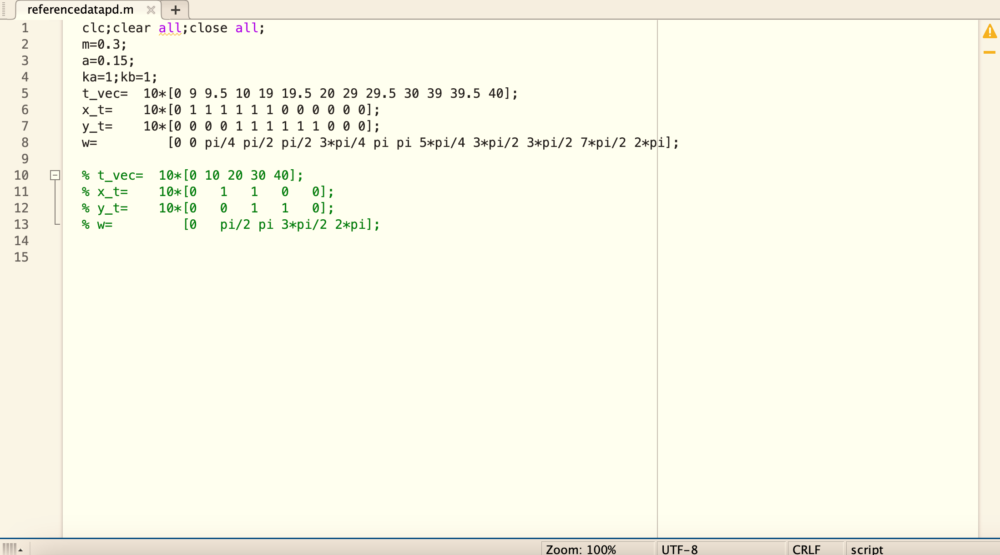 referencedatapd.m
1 clc;clear all;close all;
2 m=0.3;
3 a=0.15;
4 ka=1;kb=1;
5 t_vec=  10*[0 9 9.5 10 19 19.5 20 29 29.5 30 39 39.5 40];
6 x_t=    10*[0 1 1 1 1 1 1 0 0 0 0 0 0];
7 y_t=    10*[0 0 0 0 1 1 1 1 1 1 0 0 0];
8 w=         [0 0 pi/4 pi/2 pi/2 3*pi/4 pi pi 5*pi/4 3*pi/2 3*pi/2 7*pi/2 2*pi];
9
10 % t_vec=  10*[0 10 20 30 40];
11 % x_t=    10*[0   1   1   0   0];
12 % y_t=    10*[0   0   1   1   0];
13 % w=         [0   pi/2 pi 3*pi/2 2*pi];
14
15
Zoom: 100% UTF-8 CRLF script